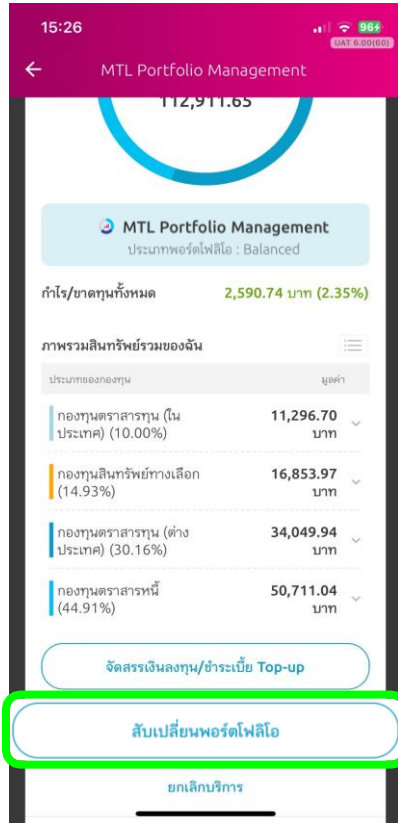 15:26
96
UAT 6.00(60)
MTL Portfolio Management
112,911.65
MTL Portfolio Management
ประเภทพอร์ตโฟลิโอ : Balanced
กำไร/ขาดทุนทั้งหมด 2,590.74 บาท (2.35%)
ภาพรวมสินทรัพย์รวมของฉัน
ประเภทของกองทุน มูลค่า
กองทุนตราสารทุน (ใน 11,296.70
ประเทศ) (10.00%) บาท
กองทุนสินทรัพย์ทางเลือก 16,853.97
(14.93%) บาท
กองทุนตราสารทุน (ต่าง 34,049.94
ประเทศ) (30.16%) บาท
กองทุนตราสารหนี้ 50,711.04
(44.91%) บาท
จัดสรรเงินลงทุน/ชำระเบี้ย Top-up
สับเปลี่ยนพอร์ตโฟลิโอ
ยกเลิกบริการ